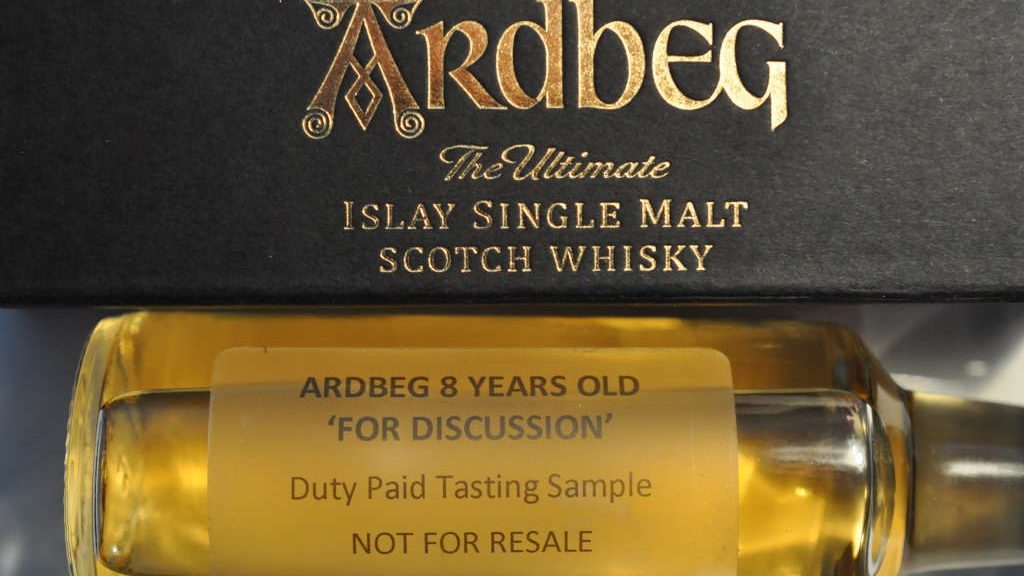 ARDBEG
The Ultimate
ISLAY SINGLE MALT
SCOTCH WHISKY
ARDBEG 8 YEARS OLD
‘FOR DISCUSSION’
Duty Paid Tasting Sample
NOT FOR RESALE